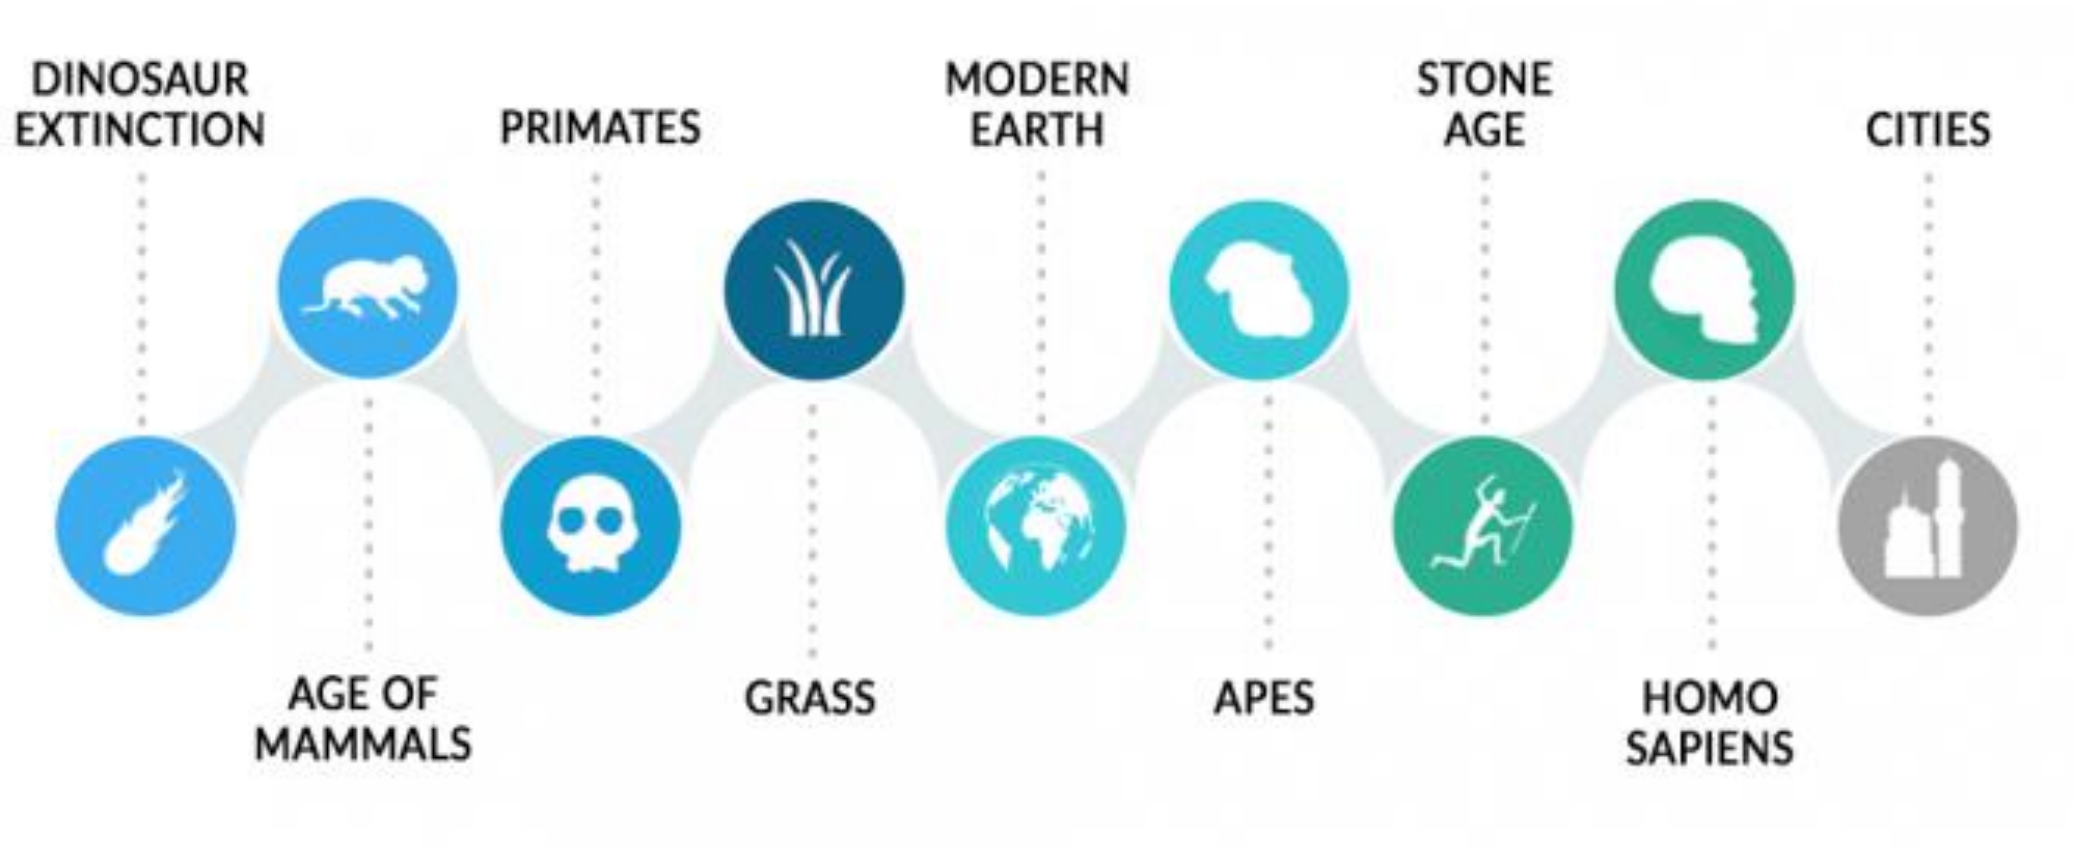 DINOSAUR
EXTINCTION
AGE OF
MAMMALS
PRIMATES
GRASS
MODERN
EARTH
APES
STONE
AGE
HOMO
SAPIENS
CITIES